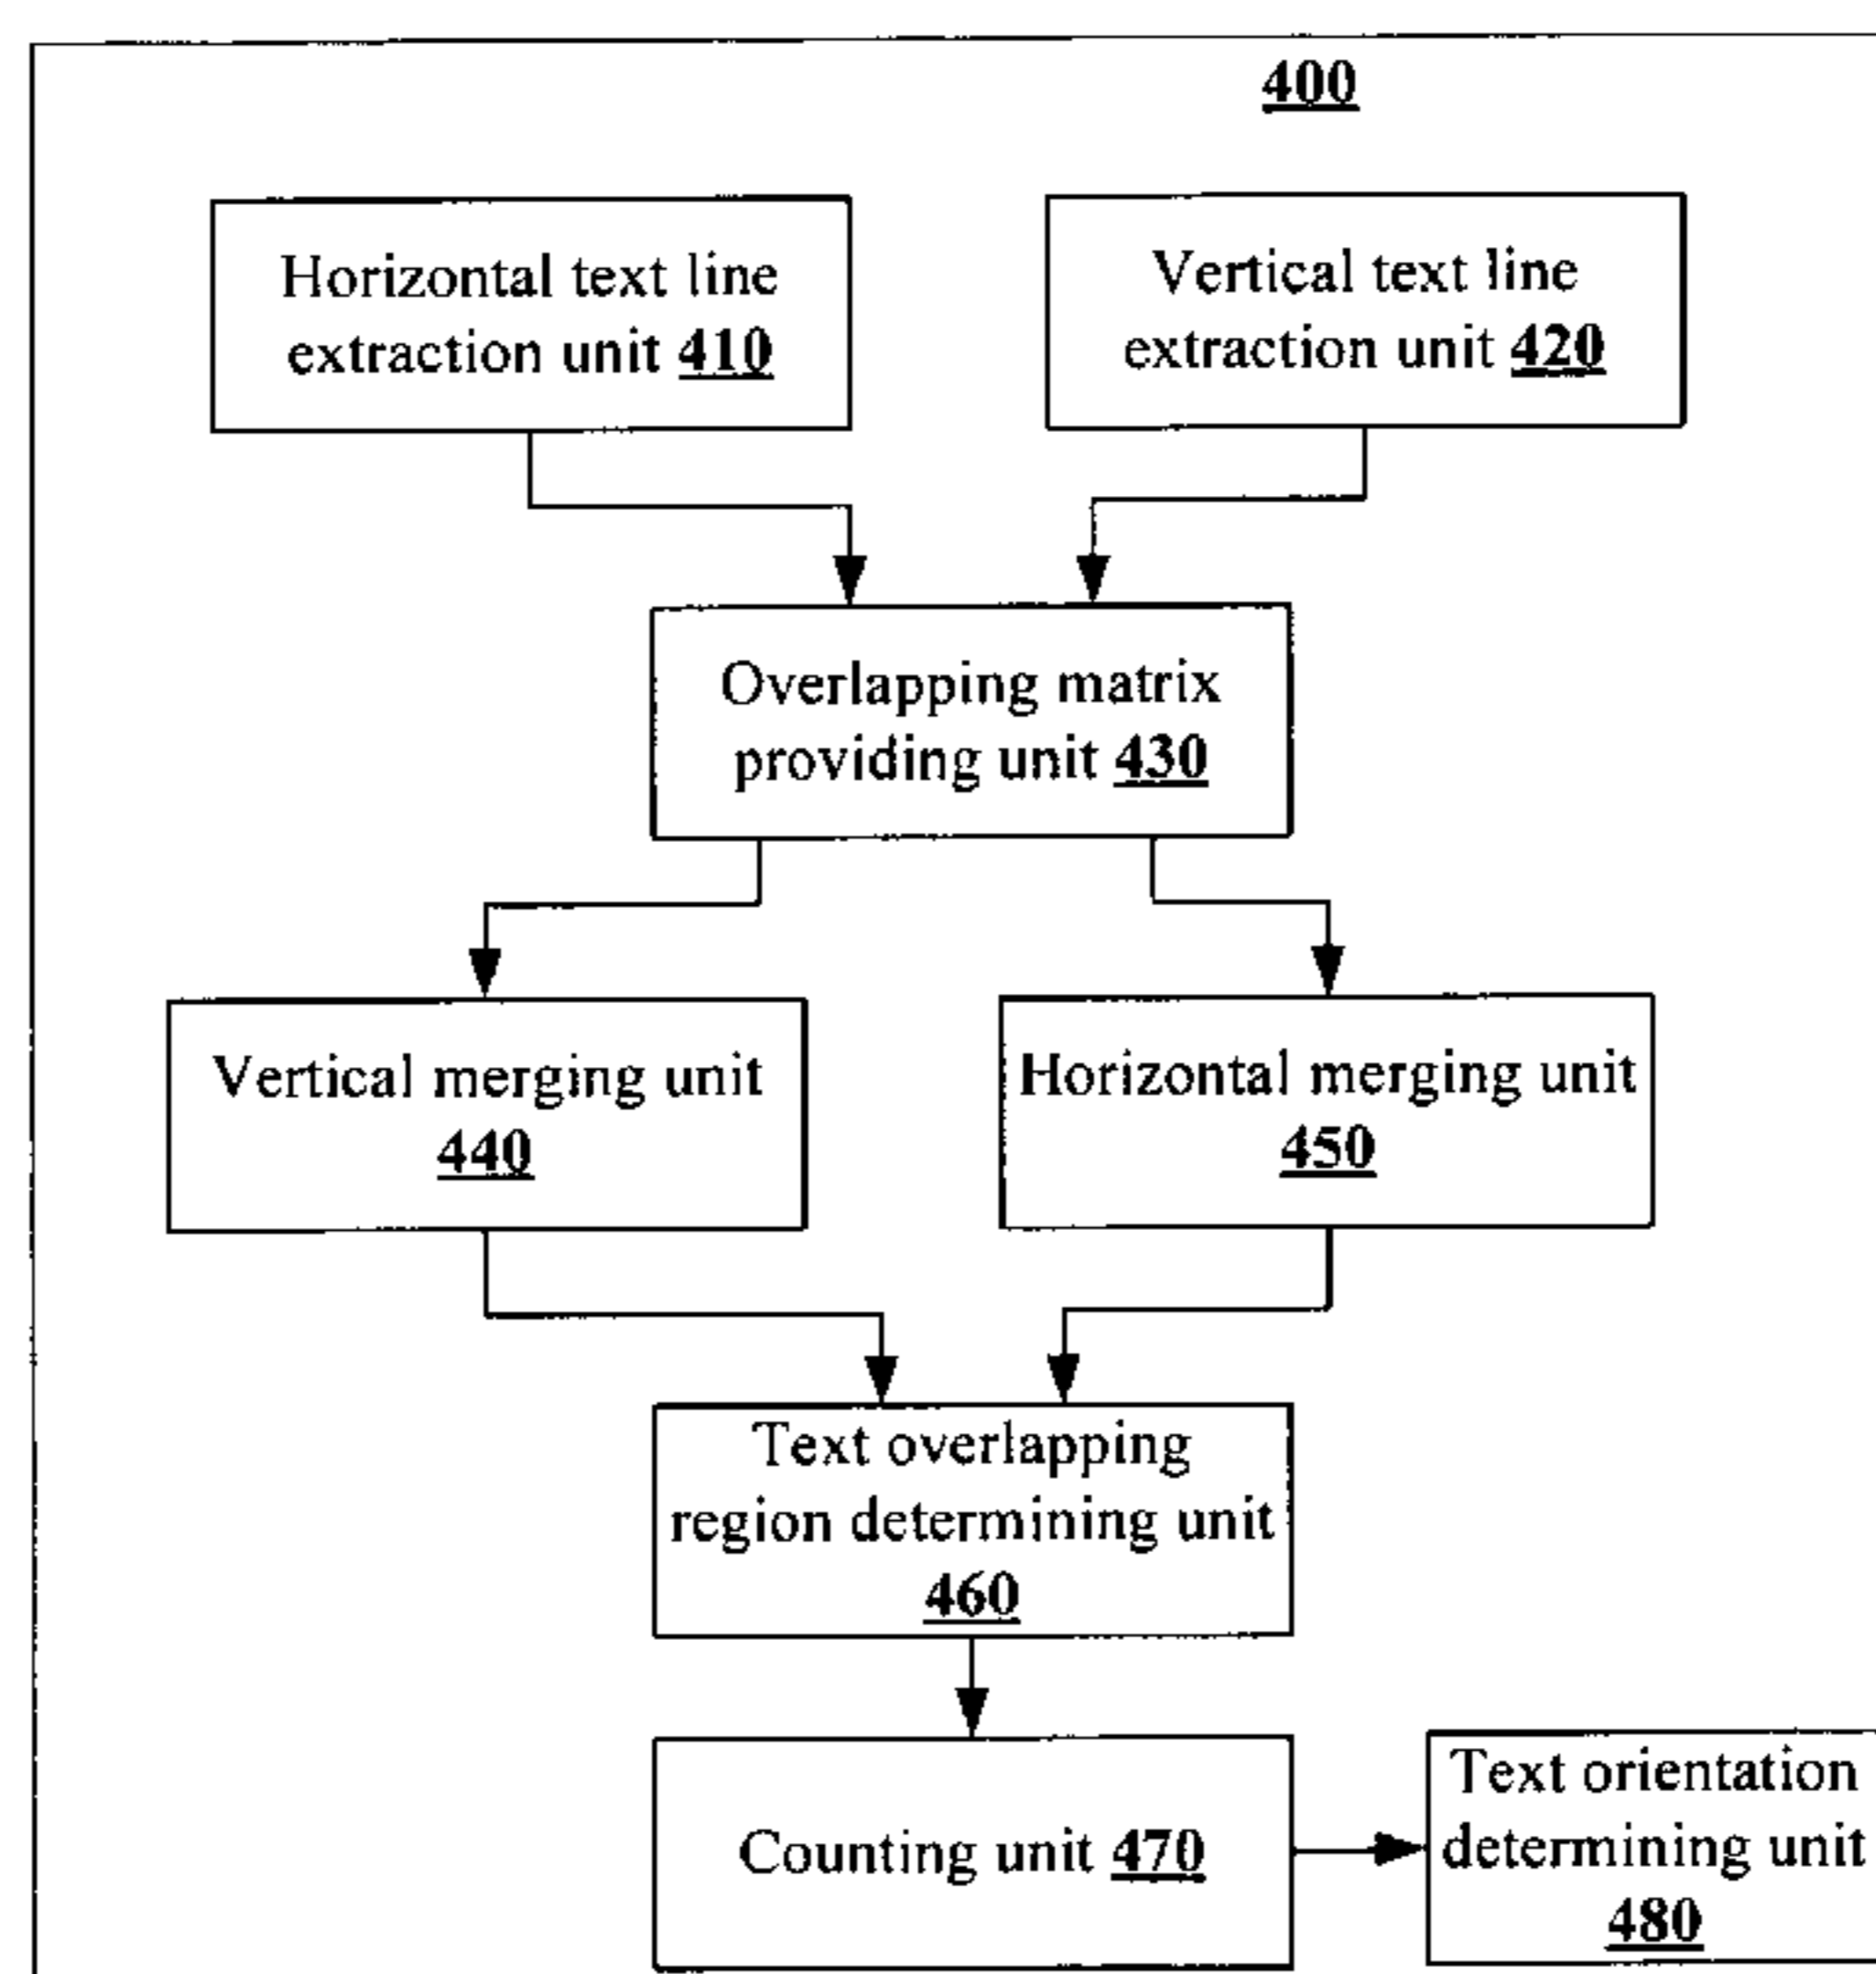 400
Horizontal text line
extraction unit 410
Vertical text line
extraction unit 420
Overlapping matrix
providing unit 430
Vertical merging unit
440
Horizontal merging unit
450
Text overlapping
region determining unit
460
Counting unit 470
Text orientation
determining unit
480